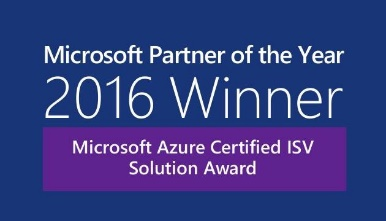 Microsoft Partner of the Year
2016 Winner
Microsoft Azure Certified ISV
Solution Award